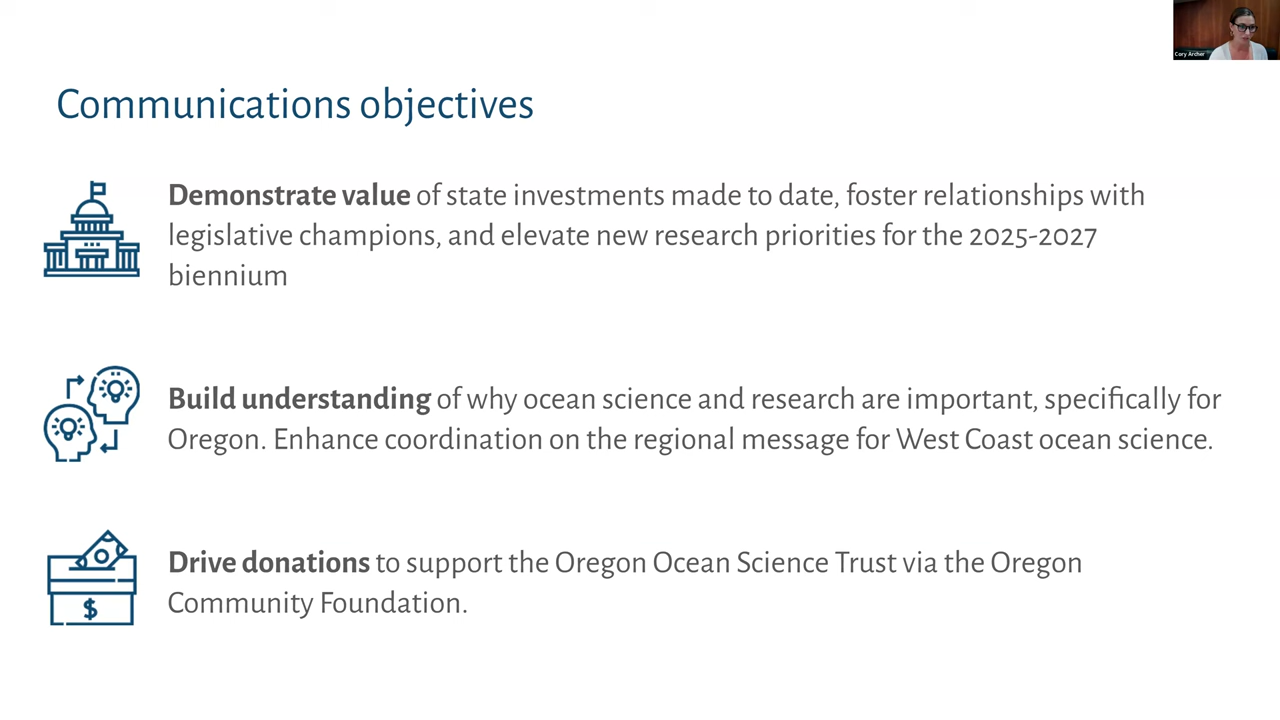 Cory Archer
Communications objectives
Demonstrate value of state investments made to date, foster relationships with
legislative champions, and elevate new research priorities for the 2025-2027
biennium
Build understanding of why ocean science and research are important, specifically for
Oregon. Enhance coordination on the regional message for West Coast ocean science.
Drive donations to support the Oregon Ocean Science Trust via the Oregon
Community Foundation.
$